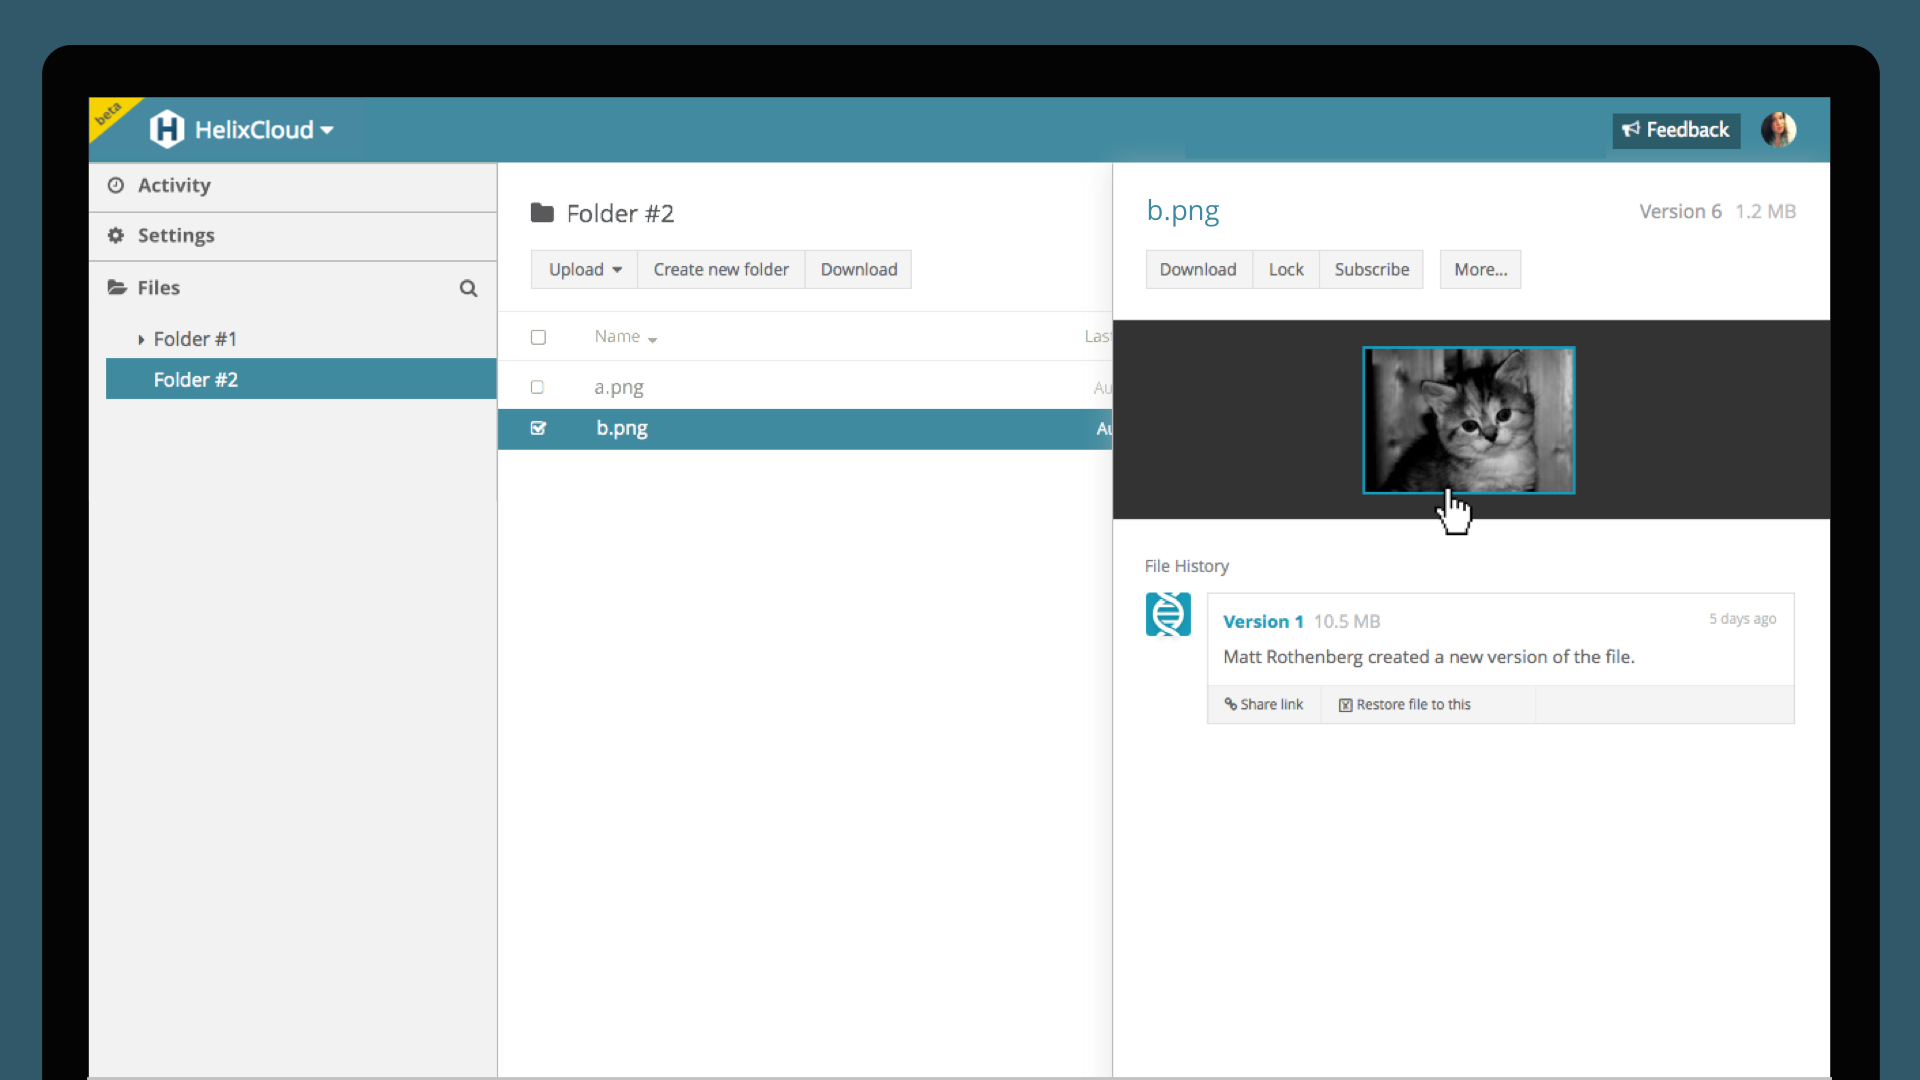 beta
HelixCloud
Feedback
Activity
Settings
Files
Folder #1
Folder #2
Folder #2
Upload
Create new folder
Download
Name
Las
a.png
Au
b.png
Au
b.png
Version 6 1.2 MB
Download
Lock
Subscribe
More...
File History
Version 1 10.5 MB
5 days ago
Matt Rothenberg created a new version of the file.
Share link
Restore file to this